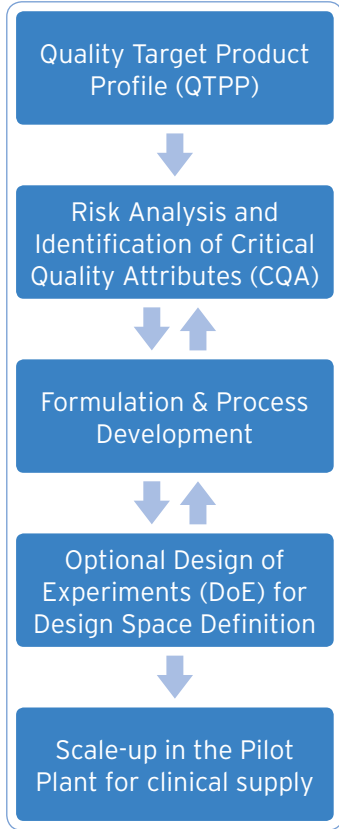 Quality Target Product
Profile (QTPP)
Risk Analysis and
Identification of Critical
Quality Attributes (CQA)
Formulation & Process
Development
Optional Design of
Experiments (DoE) for
Design Space Definition
Scale-up in the Pilot
Plant for clinical supply